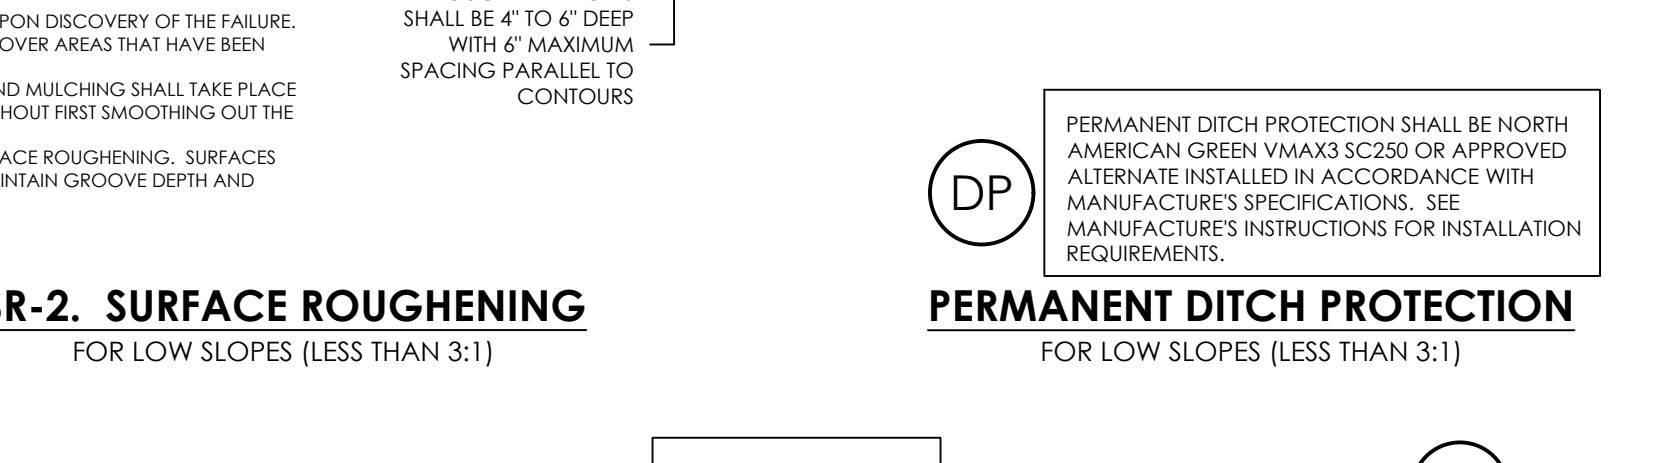 PON DISCOVERY OF THE FAILURE.
OVER AREAS THAT HAVE BEEN
ND MULCHING SHALL TAKE PLACE
HOUT FIRST SMOOTHING OUT THE
ACE ROUGHENING. SURFACES
INTAIN GROOVE DEPTH AND
SHALL BE 4" TO 6" DEEP
WITH 6" MAXIMUM
SPACING PARALLEL TO
CONTOURS
R-2. SURFACE ROUGHENING
FOR LOW SLOPES (LESS THAN 3:1)
DP
PERMANENT DITCH PROTECTION SHALL BE NORTH
AMERICAN GREEN VMAX3 SC250 OR APPROVED
ALTERNATE INSTALLED IN ACCORDANCE WITH
MANUFACTURE'S SPECIFICATIONS. SEE
MANUFACTURE'S INSTRUCTIONS FOR INSTALLATION
REQUIREMENTS.
PERMANENT DITCH PROTECTION
FOR LOW SLOPES (LESS THAN 3:1)